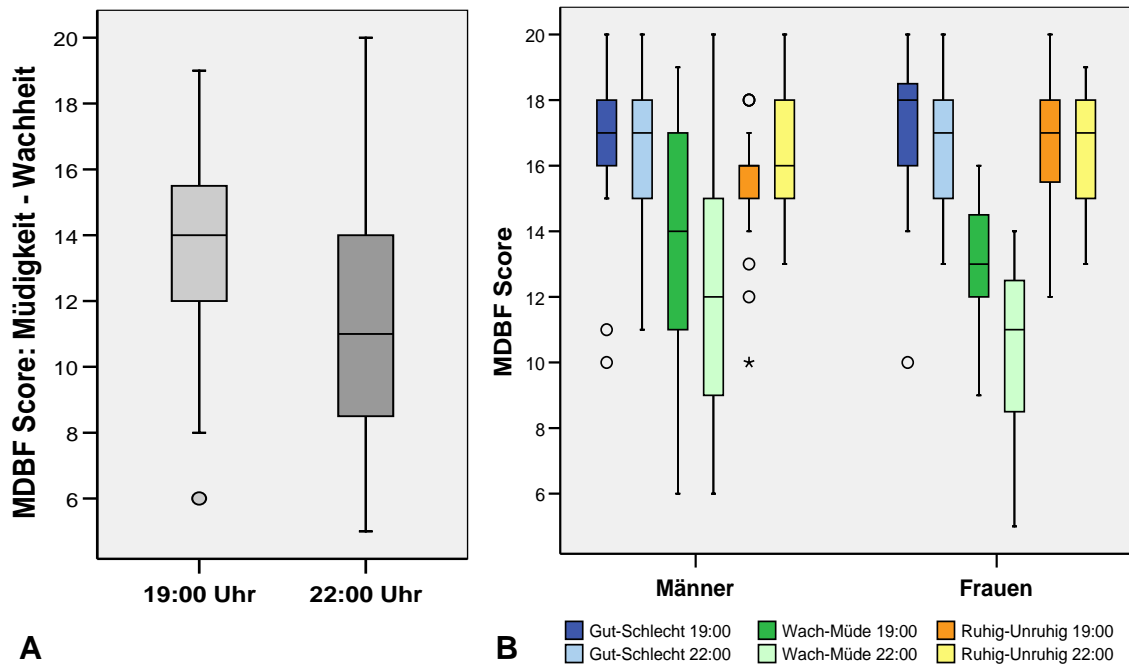 MDBF Score: Müdigkeit - Wachheit
20
18
16
14
12
10
8
6
19:00 Uhr 22:00 Uhr
A
MDBF Score
20
18
16
14
12
10
8
6
Männer Frauen
B
Gut-Schlecht 19:00 Wach-Müde 19:00 Ruhig-Unruhig 19:00
Gut-Schlecht 22:00 Wach-Müde 22:00 Ruhig-Unruhig 22:00